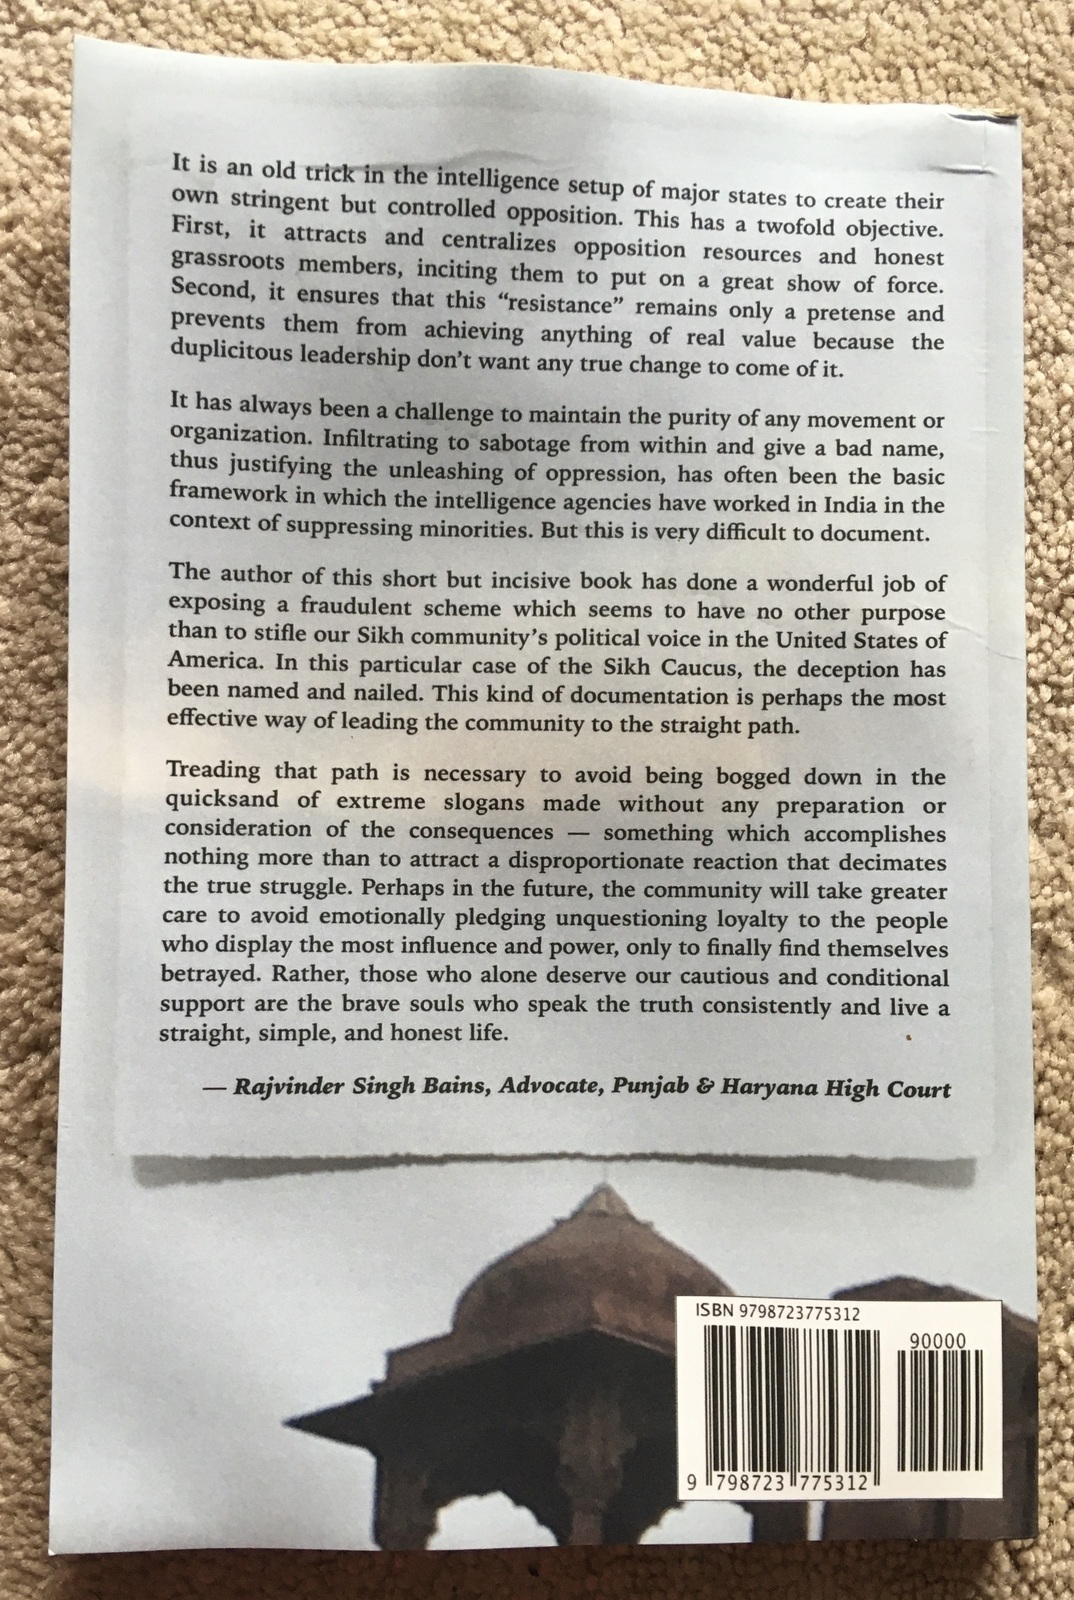 It is an old trick in the intelligence setup of major states to create their
own stringent but controlled opposition. This has a twofold objective.
First, it attracts and centralizes opposition resources and honest
grassroots members, inciting them to put on a great show of force.
Second, it ensures that this “resistance” remains only a pretense and
prevents them from achieving anything of real value because the
duplicitous leadership don’t want any true change to come of it.
It has always been a challenge to maintain the purity of any movement or
organization. Infiltrating to sabotage from within and give a bad name,
thus justifying the unleashing of oppression, has often been the basic
framework in which the intelligence agencies have worked in India in the
context of suppressing minorities. But this is very difficult to document.
The author of this short but incisive book has done a wonderful job of
exposing a fraudulent scheme which seems to have no other purpose
than to stifle our Sikh community’s political voice in the United States of
America. In this particular case of the Sikh Caucus, the deception has
been named and nailed. This kind of documentation is perhaps the most
effective way of leading the community to the straight path.
Treading that path is necessary to avoid being bogged down in the
quicksand of extreme slogans made without any preparation or
consideration of the consequences — something which accomplishes
nothing more than to attract a disproportionate reaction that decimates
the true struggle. Perhaps in the future, the community will take greater
care to avoid emotionally pledging unquestioning loyalty to the people
who display the most influence and power, only to finally find themselves
betrayed. Rather, those who alone deserve our cautious and conditional
support are the brave souls who speak the truth consistently and live a
straight, simple, and honest life.
— Rajvinder Singh Bains, Advocate, Punjab & Haryana High Court
ISBN 9798723775312
90000
9 798723 775312